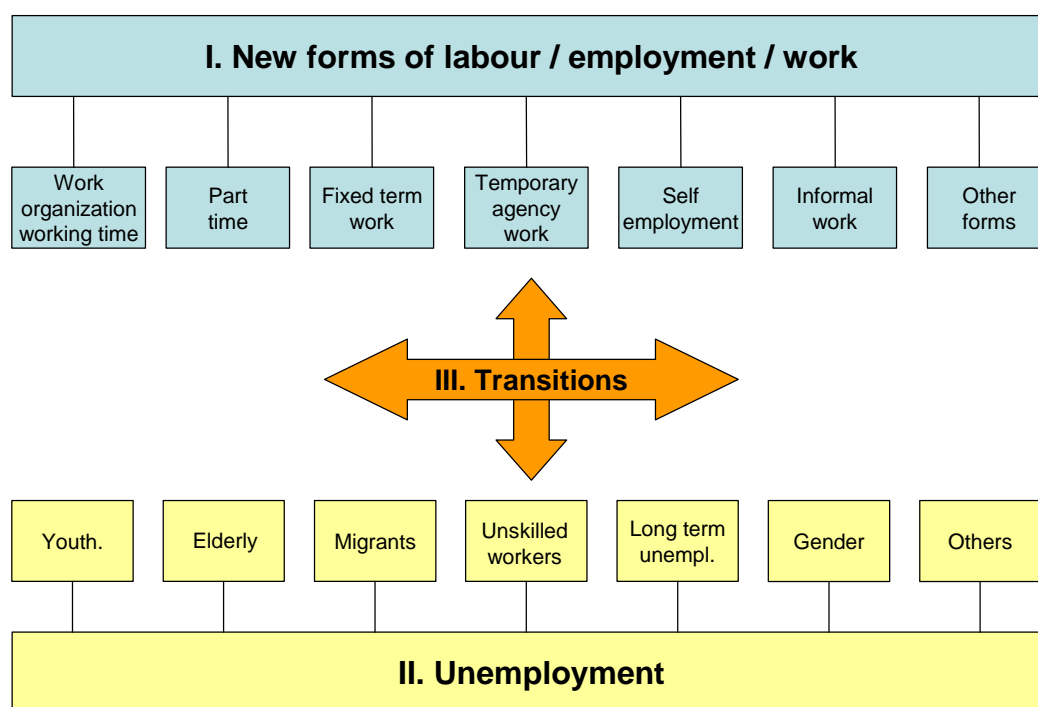 I. New forms of labour / employment / work
Work
organization
working time
Part
time
Fixed term
work
Temporary
agency
work
Self
employment
Informal
work
Other
forms
III. Transitions
Youth.
Elderly
Migrants
Unskilled
workers
Long term
unempl.
Gender
Others
II. Unemployment